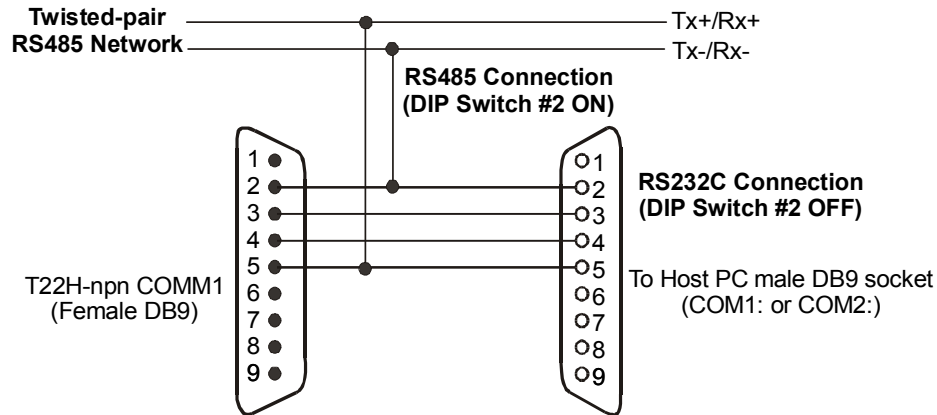 Twisted-pair
RS485 Network
Tx+/Rx+
Tx-/Rx-
RS485 Connection
(DIP Switch #2 ON)
1
2
3
4
5
6
7
8
9
1
2
3
4
5
6
7
8
9
RS232C Connection
(DIP Switch #2 OFF)
T22H-npn COMM1
(Female DB9)
To Host PC male DB9 socket
(COM1: or COM2:)